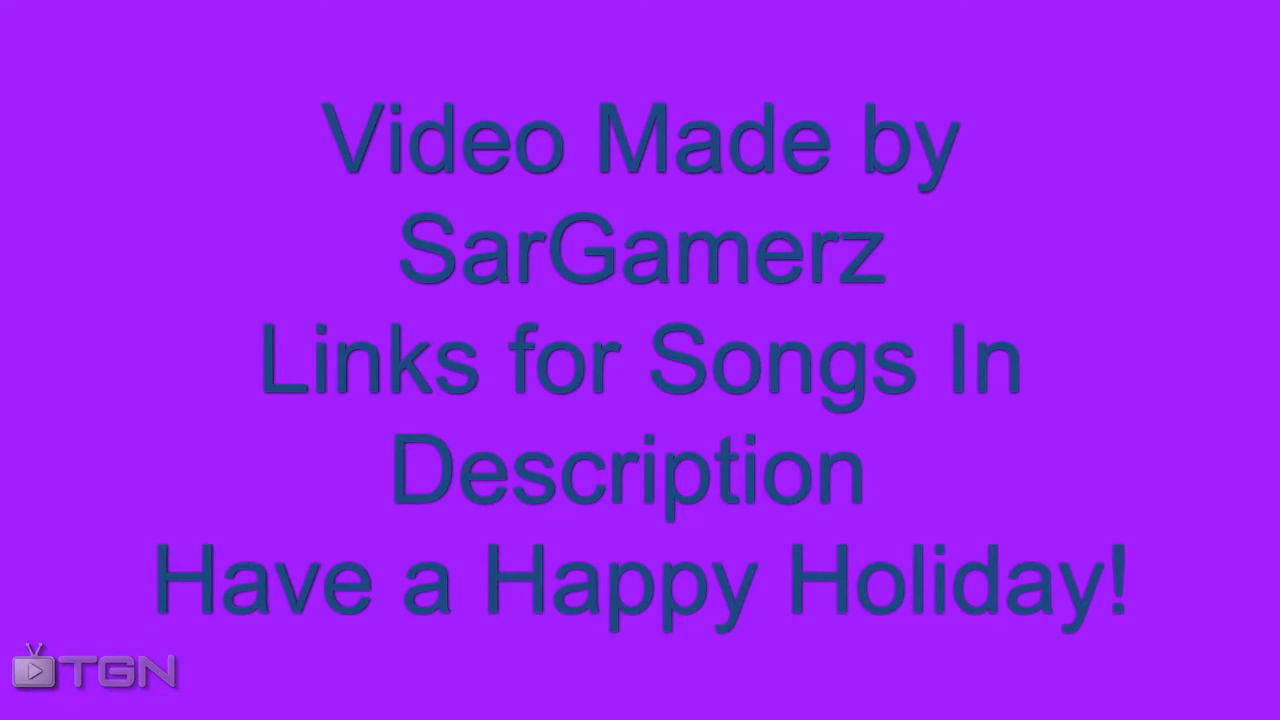 Video Made by
SarGamerz
Links for Songs In
Description
Have a Happy Holiday!
TGN